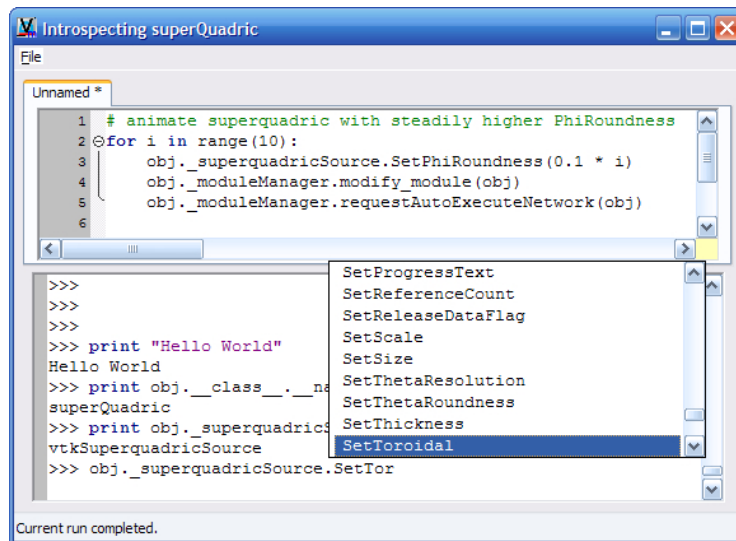 Introspecting superQuadric
File
Unnamed *
1 # animate superquadric with steadily higher PhiRoundness
2 for i in range(10):
3     obj._superquadricSource.SetPhiRoundness(0.1 * i)
4     obj._moduleManager.modify_module(obj)
5     obj._moduleManager.requestAutoExecuteNetwork(obj)
6
>>>
>>>
>>>
>>> print "Hello World"
Hello World
>>> print obj.__class__.__na
superQuadric
>>> print obj._superquadricS
vtkSuperquadricSource
>>> obj._superquadricSource.SetTor
SetProgressText
SetReferenceCount
SetReleaseDataFlag
SetScale
SetSize
SetThetaResolution
SetThetaRoundness
SetThickness
SetToroidal
Current run completed.